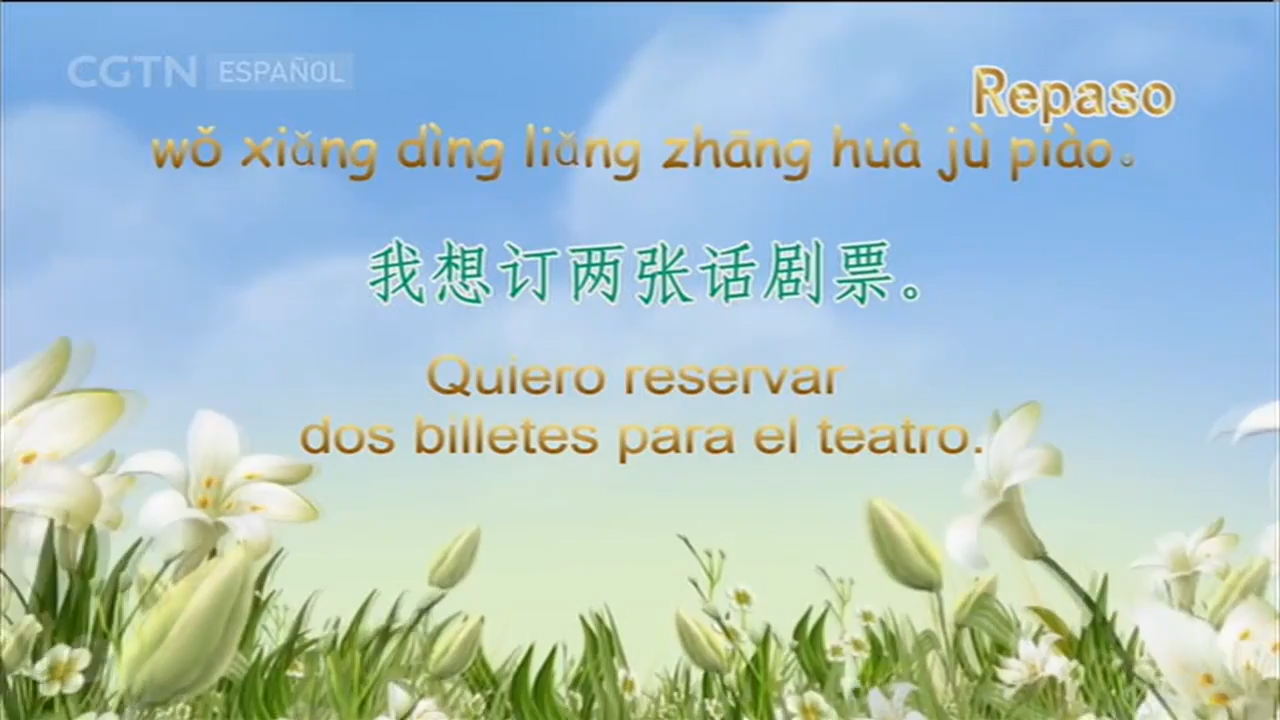 CGTN ESPAÑOL
Repaso
wǒ xiǎng dìng liǎng zhāng huà jù piào。
我想订两张话剧票。
Quiero reservar
dos billetes para el teatro.